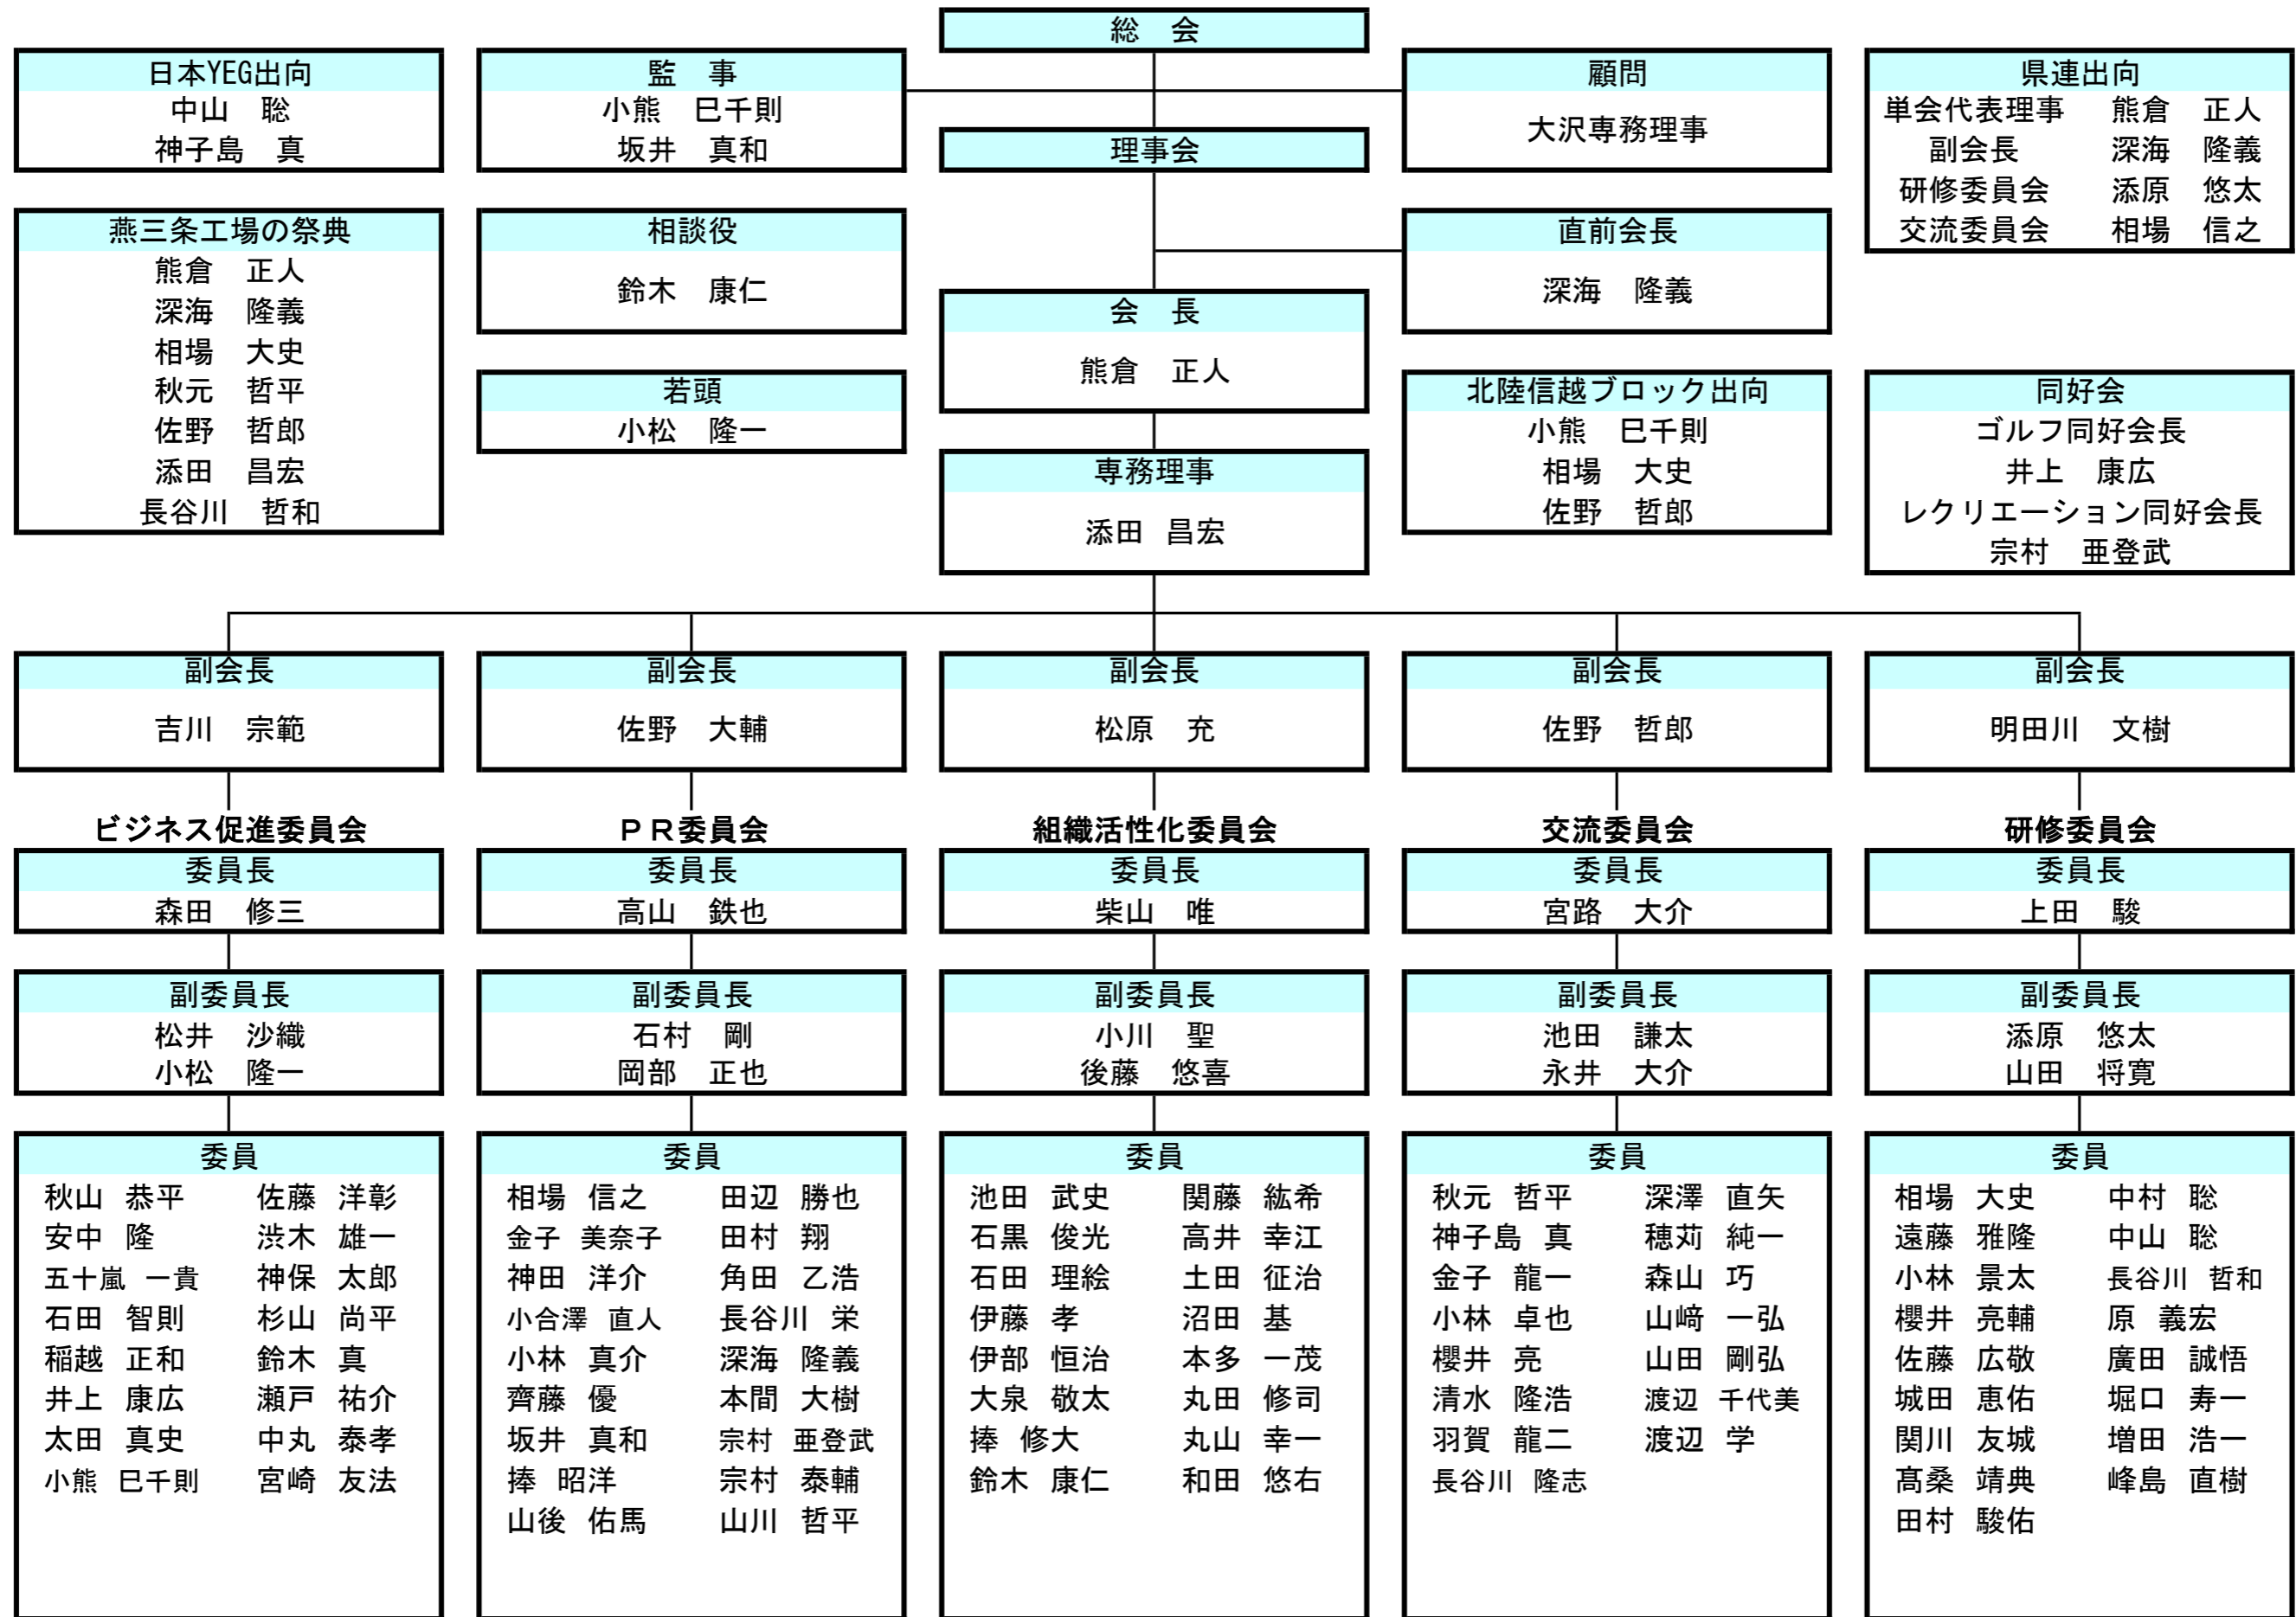 総　会
日本YEG出向
中山　聡
神子島　真
監　事
小熊　巳千則
坂井　真和
顧問
大沢専務理事
県連出向
単会代表理事　熊倉　正人
副会長　深海　隆義
研修委員会　添原　悠太
交流委員会　相場　信之
理事会
燕三条工場の祭典
熊倉　正人
深海　隆義
相場　大史
秋元　哲平
佐野　哲郎
添田　昌宏
長谷川　哲和
相談役
鈴木　康仁
直前会長
深海　隆義
会　長
熊倉　正人
若頭
小松　隆一
北陸信越ブロック出向
小熊　巳千則
相場　大史
佐野　哲郎
同好会
ゴルフ同好会長
井上　康広
レクリエーション同好会長
宗村　亜登武
専務理事
添田　昌宏
副会長
吉川　宗範
副会長
佐野　大輔
副会長
松原　充
副会長
佐野　哲郎
副会長
明田川　文樹
ビジネス促進委員会
委員長
森田　修三
副委員長
松井　沙織
小松　隆一
委員
秋山　恭平　佐藤　洋彰
安中　隆　渋木　雄一
五十嵐　一貴　神保　太郎
石田　智則　杉山　尚平
稲越　正和　鈴木　真
井上　康広　瀬戸　祐介
太田　真史　中丸　泰孝
小熊　巳千則　宮崎　友法
ＰＲ委員会
委員長
高山　鉄也
副委員長
石村　剛
岡部　正也
委員
相場　信之　田辺　勝也
金子　美奈子　田村　翔
神田　洋介　角田　乙浩
小合澤　直人　長谷川　栄
小林　真介　深海　隆義
齊藤　優　本間　大樹
坂井　真和　宗村　亜登武
捧　昭洋　宗村　泰輔
山後　佑馬　山川　哲平
組織活性化委員会
委員長
柴山　唯
副委員長
小川　聖
後藤　悠喜
委員
池田　武史　関藤　紘希
石黒　俊光　高井　幸江
石田　理絵　土田　征治
伊藤　孝　沼田　基
伊部　恒治　本多　一茂
大泉　敬太　丸田　修司
捧　修大　丸山　幸一
鈴木　康仁　和田　悠右
交流委員会
委員長
宮路　大介
副委員長
池田　謙太
永井　大介
委員
秋元　哲平　深澤　直矢
神子島　真　穂苅　純一
金子　龍一　森山　巧
小林　卓也　山﨑　一弘
櫻井　亮　山田　剛弘
清水　隆浩　渡辺　千代美
羽賀　龍二　渡辺　学
長谷川　隆志
研修委員会
委員長
上田　駿
副委員長
添原　悠太
山田　将寛
委員
相場　大史　中村　聡
遠藤　雅隆　中山　聡
小林　景太　長谷川　哲和
櫻井　亮輔　原　義宏
佐藤　広敬　廣田　誠悟
城田　恵佑　堀口　寿一
関川　友城　増田　浩一
髙桑　靖典　峰島　直樹
田村　駿佑